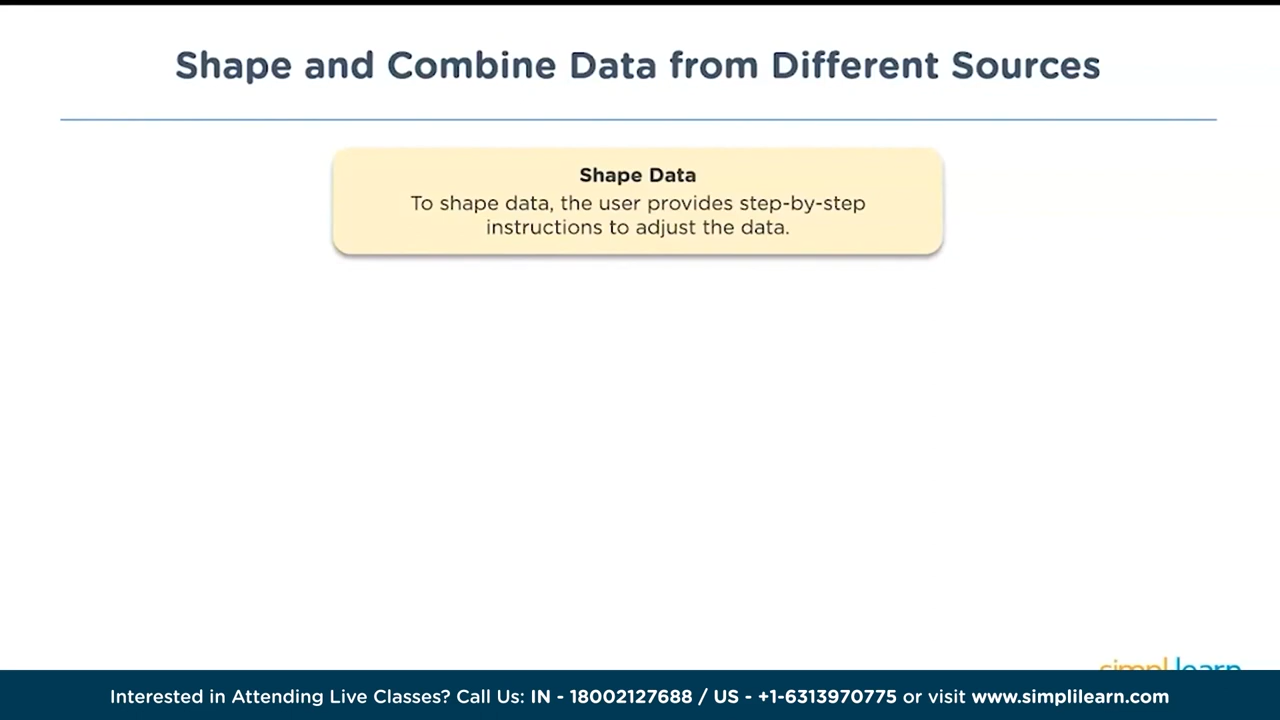 Shape and Combine Data from Different Sources
Shape Data
To shape data, the user provides step-by-step
instructions to adjust the data.
simplilearn
Interested in Attending Live Classes? Call Us: IN - 18002127688 / US - +1-6313970775 or visit www.simplilearn.com